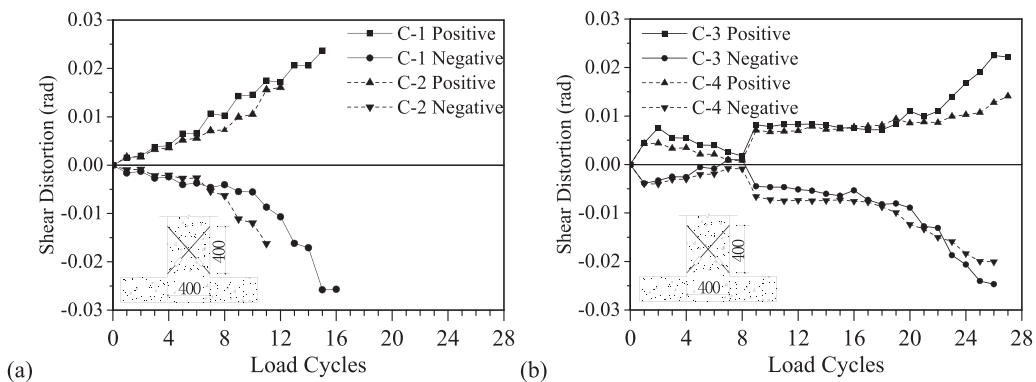 0.03
0.02
0.01
0.00
-0.01
-0.02
-0.03
Shear Distortion (rad)
C-1 Positive
C-1 Negative
C-2 Positive
C-2 Negative
400
400
0 4 8 12 16 20 24 28
Load Cycles
(a)
0.03
0.02
0.01
0.00
-0.01
-0.02
-0.03
Shear Distortion (rad)
C-3 Positive
C-3 Negative
C-4 Positive
C-4 Negative
400
400
0 4 8 12 16 20 24 28
Load Cycles
(b)